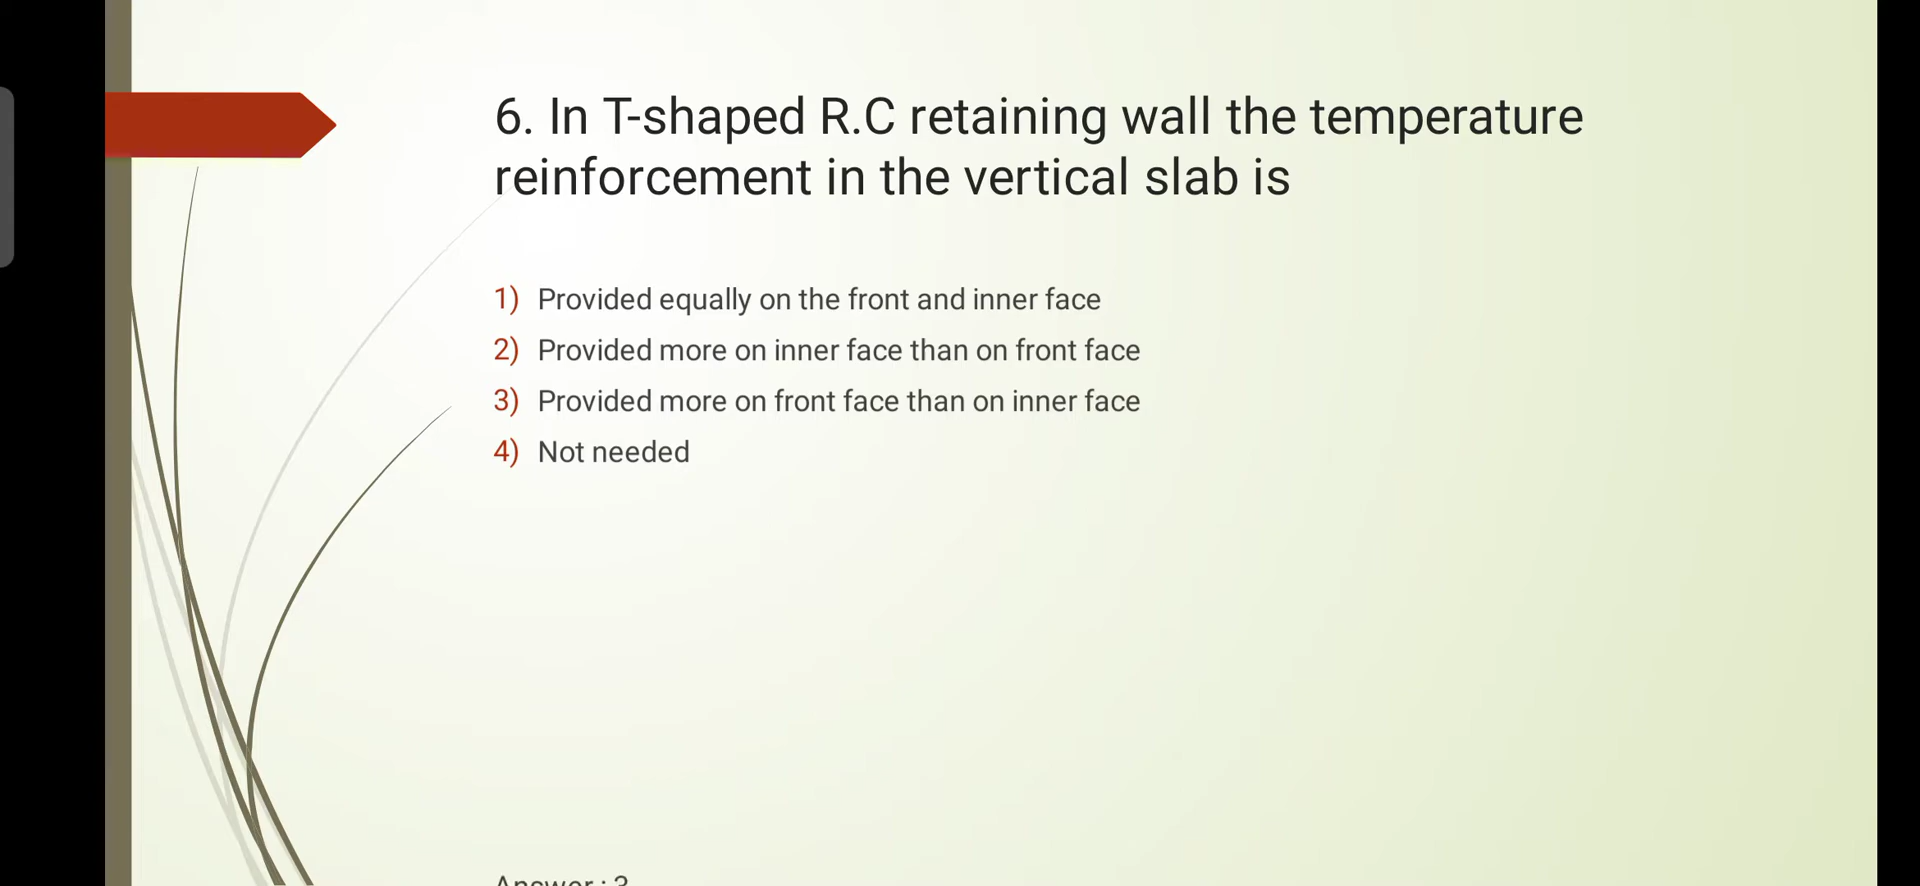 6. In T-shaped R.C retaining wall the temperature
reinforcement in the vertical slab is
1) Provided equally on the front and inner face
2) Provided more on inner face than on front face
3) Provided more on front face than on inner face
4) Not needed
Answer :